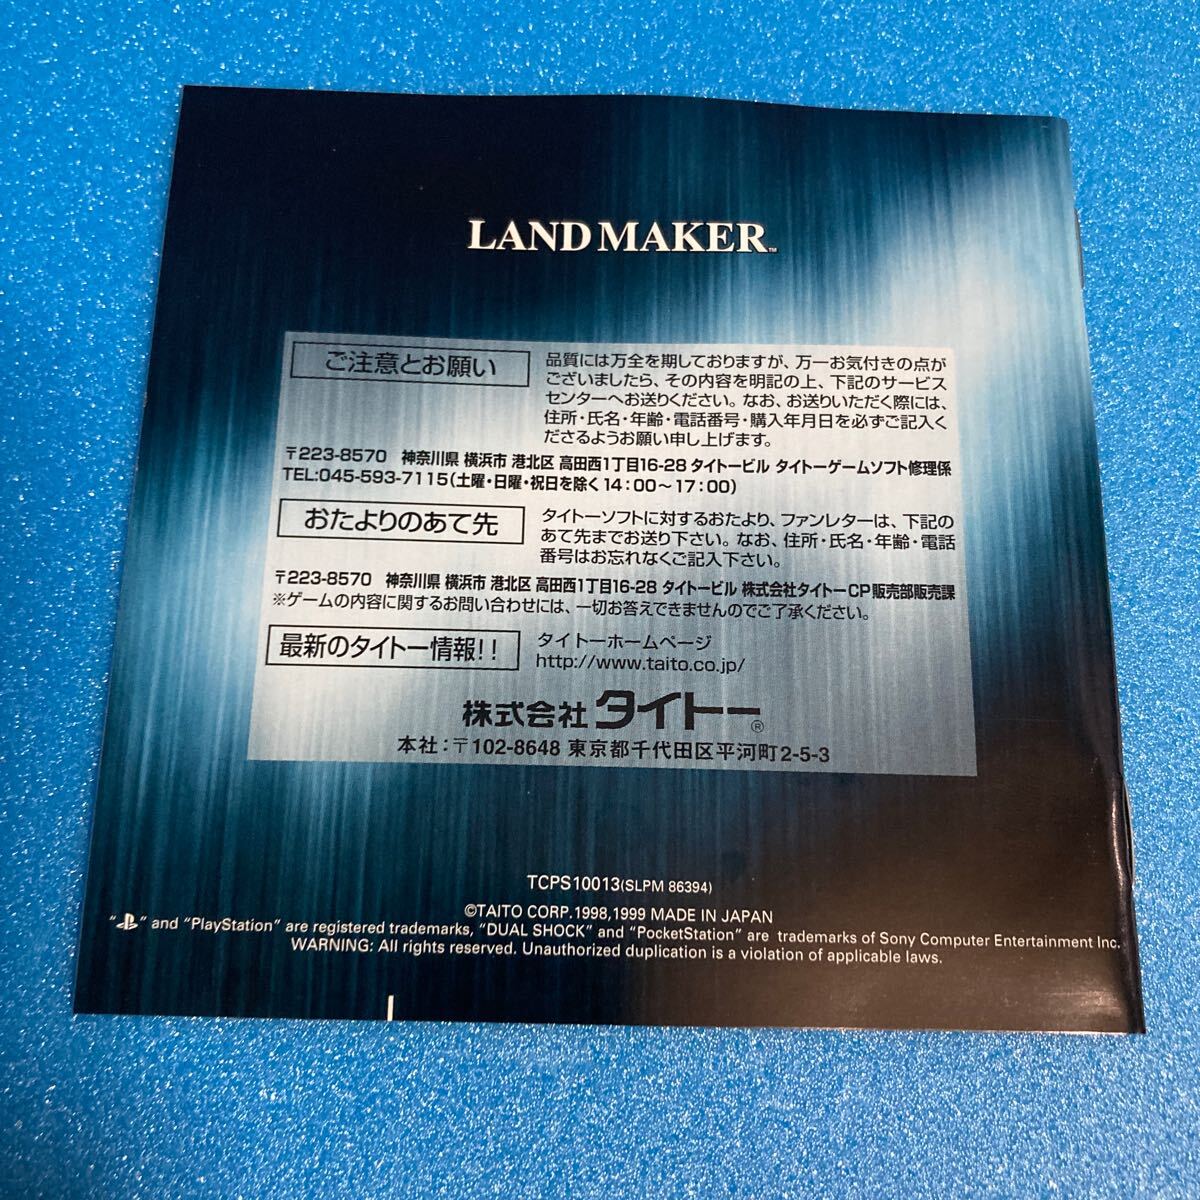 LAND MAKER™
ご注意とお願い
品質には万全を期しておりますが、万一お気付きの点が
ございましたら、その内容を明記の上、下記のサービス
センターへお送りください。なお、お送りいただく際には、
住所・氏名・年齢・電話番号・購入年月日を必ずご記入く
ださるようお願い申し上げます。
〒223-8570 神奈川県 横浜市 港北区 高田西1丁目16-28 タイトービル タイトーゲームソフト修理係
TEL:045-593-7115(土曜・日曜・祝日を除く14:00〜17:00)
おたよりのあて先
タイトーソフトに対するおたより、ファンレターは、下記の
あて先までお送り下さい。なお、住所・氏名・年齢・電話
番号はお忘れなくご記入下さい。
〒223-8570 神奈川県 横浜市 港北区 高田西1丁目16-28 タイトービル 株式会社タイトーCP販売部販売課
※ゲームの内容に関するお問い合わせには、一切お答えできませんのでご了承ください。
最新のタイトー情報!!
タイトーホームページ
http://www.taito.co.jp/
株式会社タイトー®
本社:〒102-8648 東京都千代田区平河町2-5-3
TCPS10013(SLPM 86394)
©TAITO CORP.1998,1999 MADE IN JAPAN
“PS” and “PlayStation” are registered trademarks, “DUAL SHOCK” and “PocketStation” are trademarks of Sony Computer Entertainment Inc.
WARNING: All rights reserved. Unauthorized duplication is a violation of applicable laws.